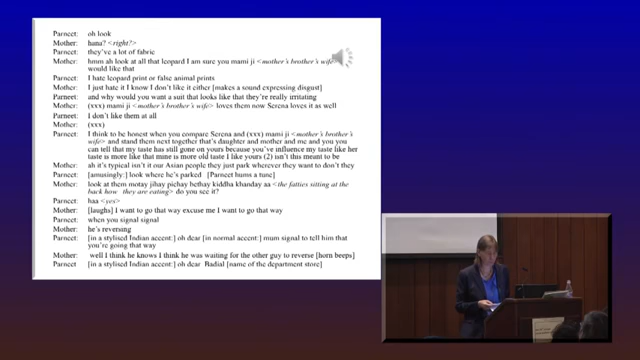 Parneet: oh look
Mother: hana? <right?>
Parneet: they've a lot of fabric
Mother: hmm ah look at all that leopard I am sure you mami ji <mother's brother's wife>
would like that
Parneet: I hate leopard print or false animal prints
Mother: I just hate it I know I don't like it either [makes a sound expressing disgust]
Parneet: and why would you want a suit that looks like that they're really irritating
Mother: (xxx) mami ji <mother's brother's wife> loves them now Serena loves it as well
Parneet: I don't like them at all
Mother: (xxx)
Parneet: I think to be honest when you compare Serena and (xxx) mami ji <mother's brother's
wife> and stand them next together that's daughter and mother and me and you you
can tell that my taste has still gone on yours because you've influence my taste like her
taste is more like that mine is more old taste I like yours (2) isn't this meant to be
Mother: ah it's typical isn't it our Asian people they just park wherever they want to don't they
Parneet: [amusingly:] look where he's parked [Parneet hums a tune]
Mother: look at them motay jihay pichay bethay kiddha khanday aa <the fatties sitting at the
back how they are eating> do you see it?
Parneet: haa <yes>
Mother: [laughs] I want to go that way excuse me I want to go that way
Parneet: when you signal signal
Mother: he's reversing
Parneet: [in a stylised Indian accent:] oh dear [in normal accent:] mum signal to tell him that
you're going that way
Mother: well I think he knows I think he was waiting for the other guy to reverse [horn beeps]
Parneet [in a stylised Indian accent:] oh dear Radial [name of the department store]